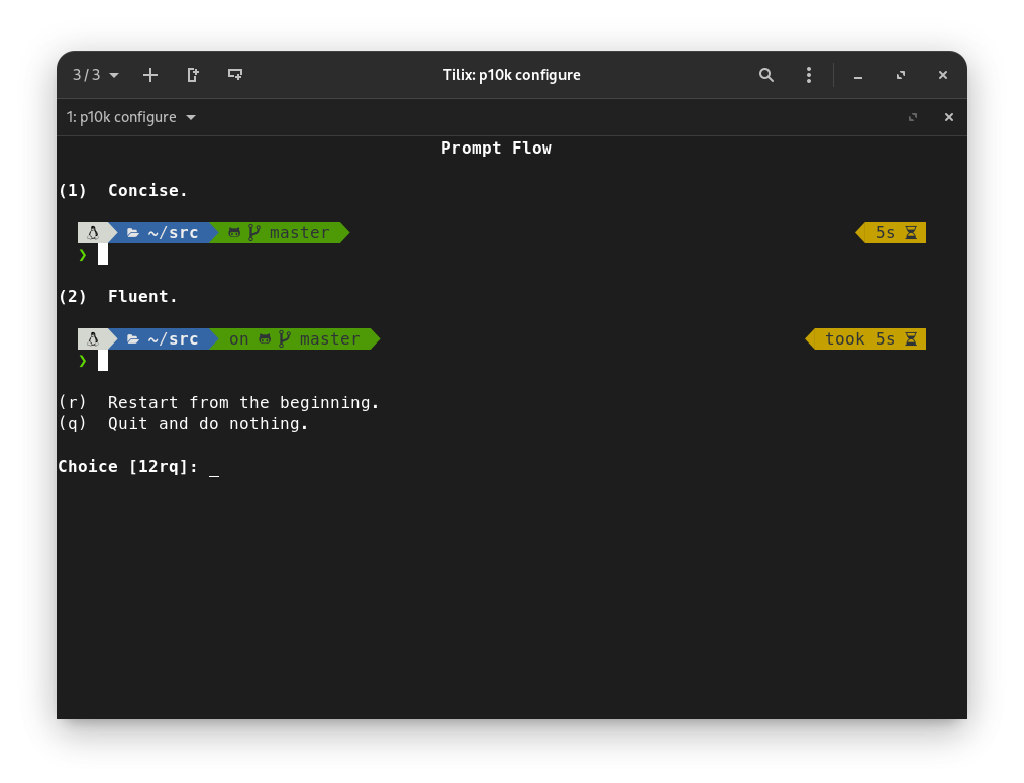 3 / 3
Tilix: p10k configure
1: p10k configure
Prompt Flow
(1) Concise.
~/src master 5s
❯
(2) Fluent.
~/src on master took 5s
❯
(r) Restart from the beginning.
(q) Quit and do nothing.
Choice [12rq]: _